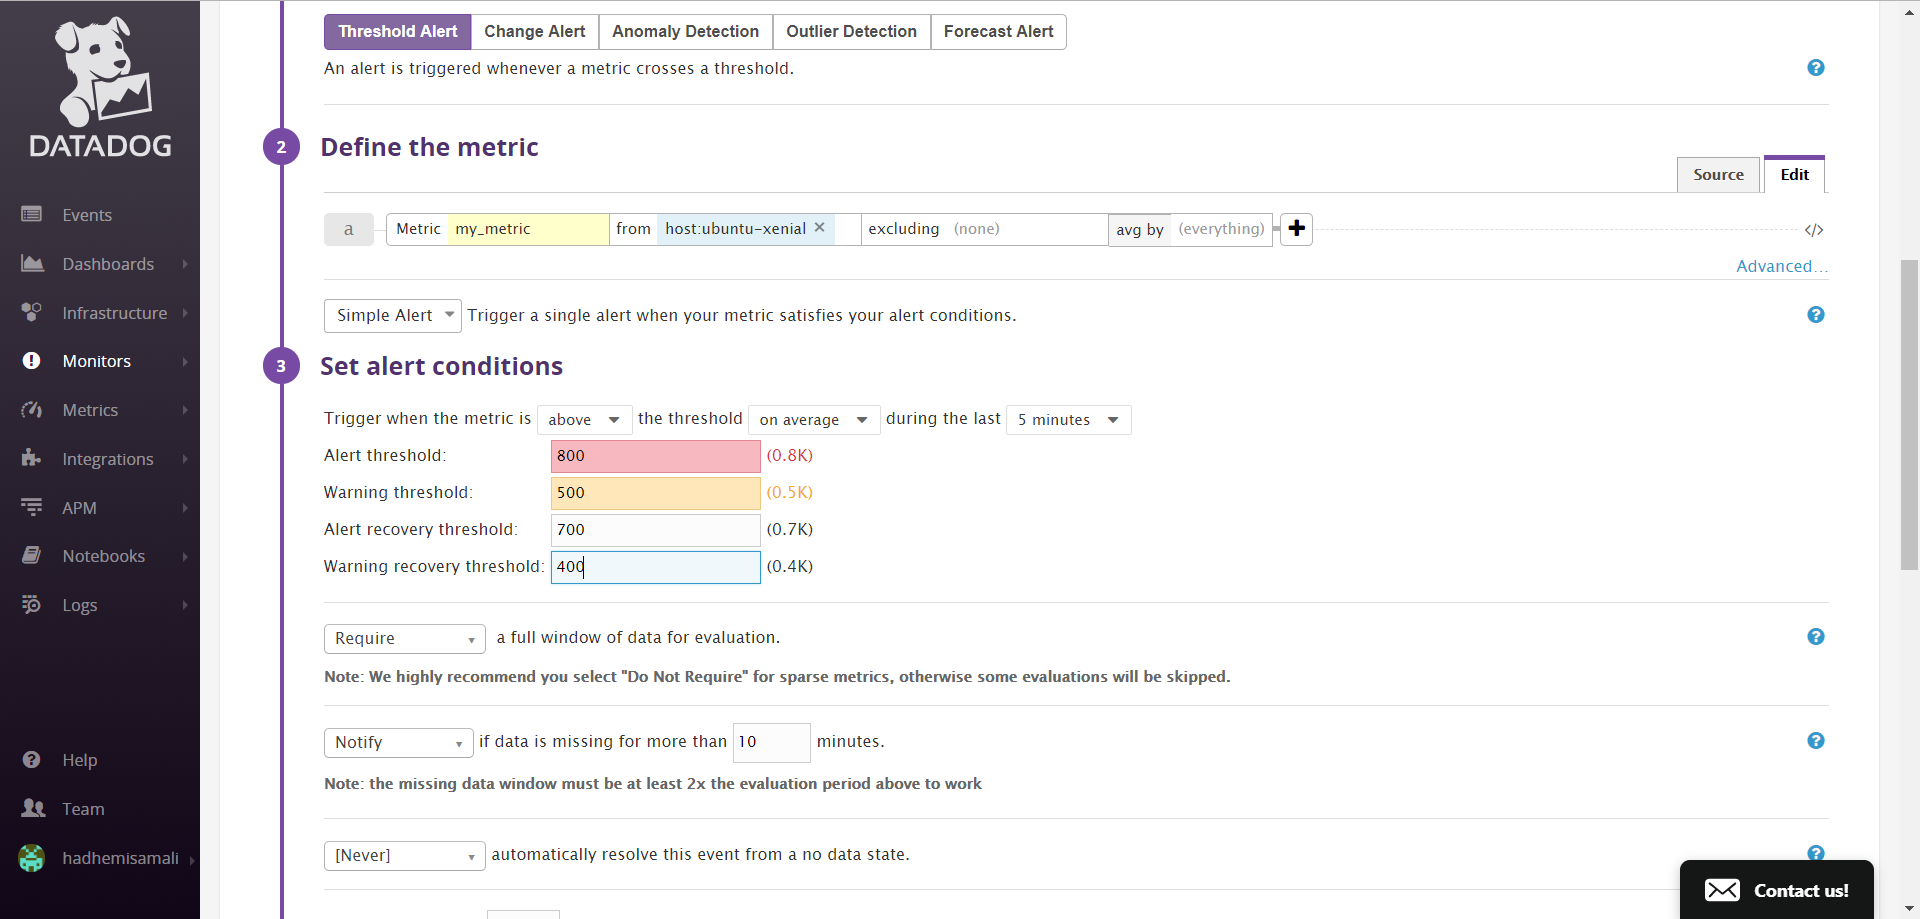 DATADOG
Events
Dashboards
Infrastructure
Monitors
Metrics
Integrations
APM
Notebooks
Logs
Help
Team
hadhemisamali
Threshold Alert Change Alert Anomaly Detection Outlier Detection Forecast Alert
An alert is triggered whenever a metric crosses a threshold. ?
2 Define the metric
Source Edit
a Metric my_metric from host:ubuntu-xenial × excluding (none) avg by (everything) + </>
Advanced...
Simple Alert Trigger a single alert when your metric satisfies your alert conditions. ?
3 Set alert conditions
Trigger when the metric is above the threshold on average during the last 5 minutes
Alert threshold: 800 (0.8K)
Warning threshold: 500 (0.5K)
Alert recovery threshold: 700 (0.7K)
Warning recovery threshold: 400 (0.4K)
Require a full window of data for evaluation. ?
Note: We highly recommend you select "Do Not Require" for sparse metrics, otherwise some evaluations will be skipped.
Notify if data is missing for more than 10 minutes. ?
Note: the missing data window must be at least 2x the evaluation period above to work
[Never] automatically resolve this event from a no data state. ?
Contact us!